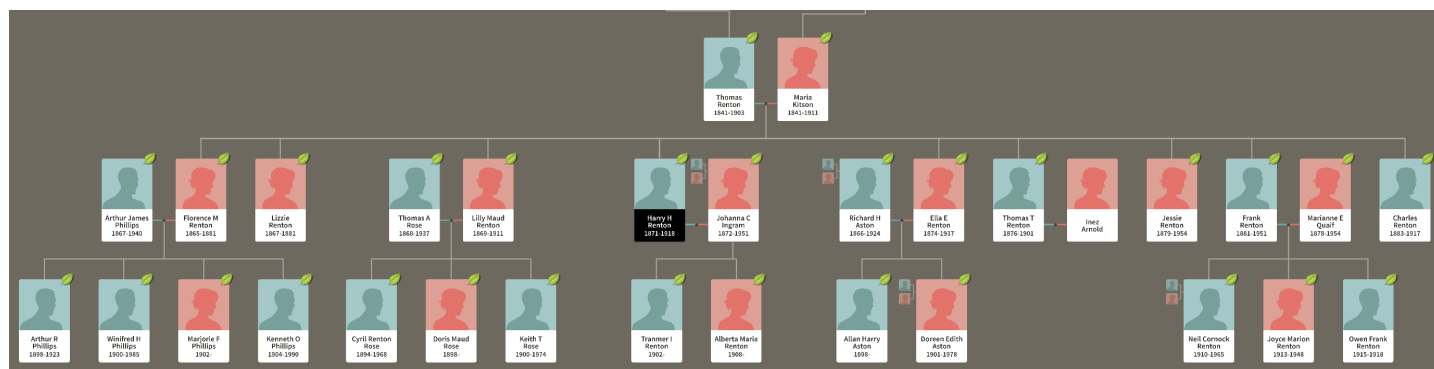 Thomas
Renton
1841-1903
Maria
Kitson
1841-1911
Arthur James
Phillips
1867-1940
Florence M
Renton
1865-1881
Lizzie
Renton
1867-1881
Thomas A
Rose
1868-1937
Lilly Maud
Renton
1869-1911
Harry H
Renton
1871-1918
Johanna C
Ingram
1872-1951
Richard H
Aston
1866-1924
Ella E
Renton
1874-1937
Thomas T
Renton
1876-1901
Inez
Arnold
Jessie
Renton
1879-1954
Frank
Renton
1881-1951
Marianne E
Quaif
1878-1954
Charles
Renton
1883-1917
Arthur R
Phillips
1898-1923
Winifred H
Phillips
1900-1985
Marjorie F
Phillips
1902-
Kenneth O
Phillips
1904-1990
Cyril Renton
Rose
1894-1968
Doris Maud
Rose
1898-
Keith T
Rose
1900-1974
Tranmer I
Renton
1902-
Alberta Maria
Renton
1908-
Allan Harry
Aston
1898-
Doreen Edith
Aston
1901-1978
Neil Cornock
Renton
1910-1965
Joyce Marion
Renton
1913-1948
Owen Frank
Renton
1915-1918